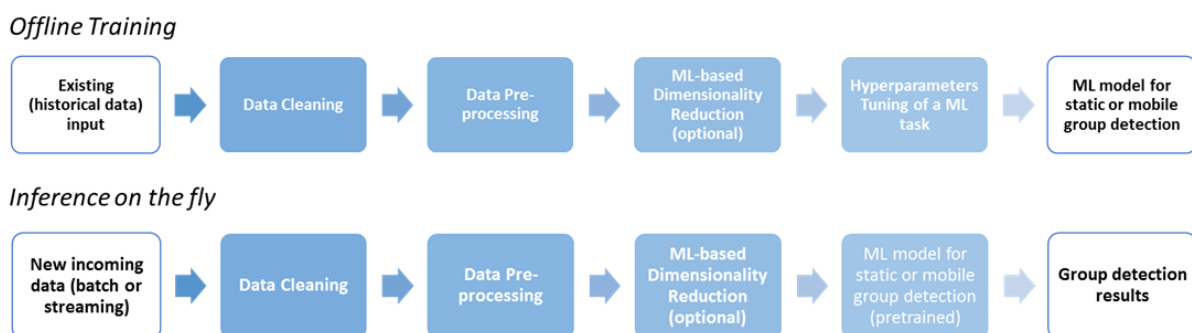 Offline Training
Existing
(historical data)
input
Data Cleaning
Data Pre-
processing
ML-based
Dimensionality
Reduction
(optional)
Hyperparameters
Tuning of a ML
task
ML model for
static or mobile
group detection
Inference on the fly
New incoming
data (batch or
streaming)
Data Cleaning
Data Pre-
processing
ML-based
Dimensionality
Reduction
(optional)
ML model for
static or mobile
group detection
(pretrained)
Group detection
results